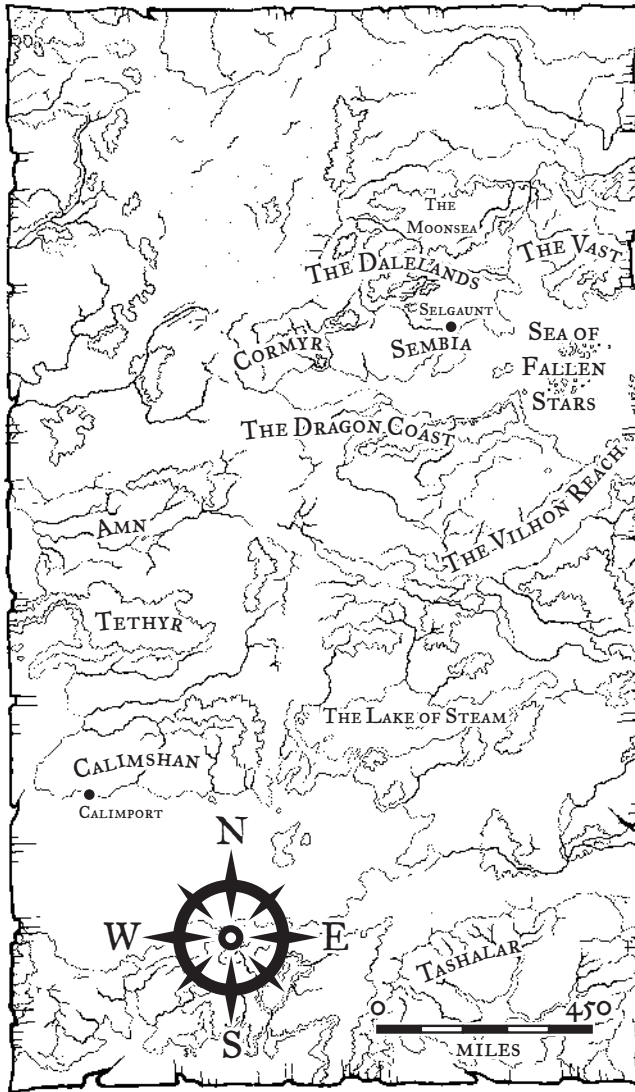 The
Moonsea
The Vast
The Dalelands
Selgaunt
Sea of
Fallen
Stars
Cormyr
Sembia
The Dragon Coast
The Vilhon Reach
Amn
Tethyr
The Lake of Steam
Calimshan
Calimport
N
W
E
S
Tashalar
0 450
miles